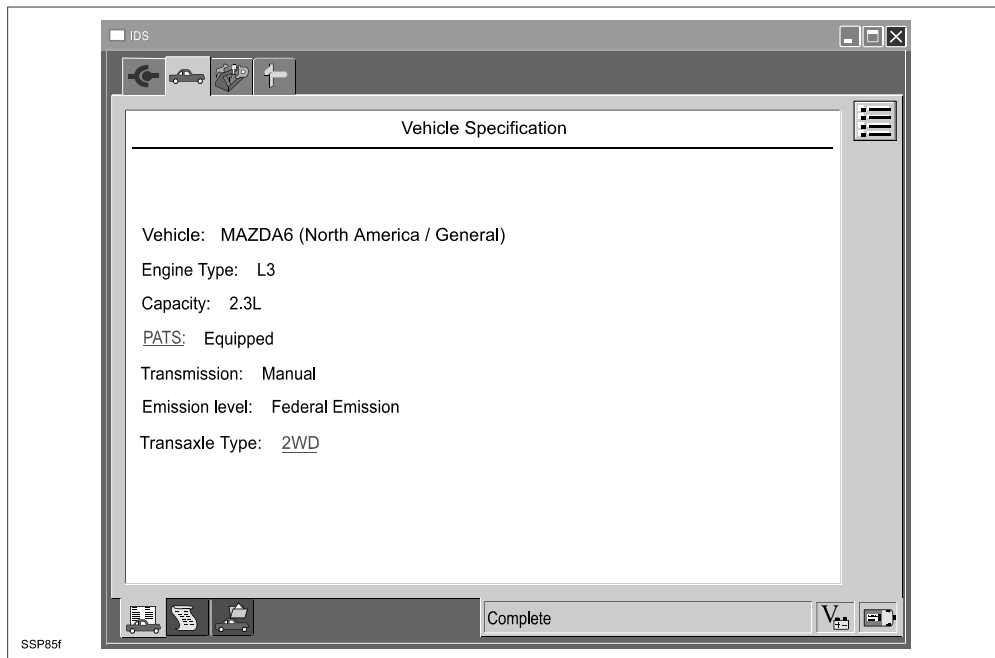 IDS
Vehicle Specification
Vehicle: MAZDA6 (North America / General)
Engine Type: L3
Capacity: 2.3L
PATS: Equipped
Transmission: Manual
Emission level: Federal Emission
Transaxle Type: 2WD
Complete
V
SSP85f